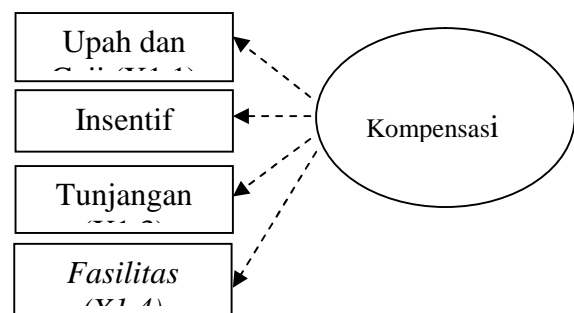 Upah dan
Insentif
Tunjangan
Fasilitas
Kompensasi